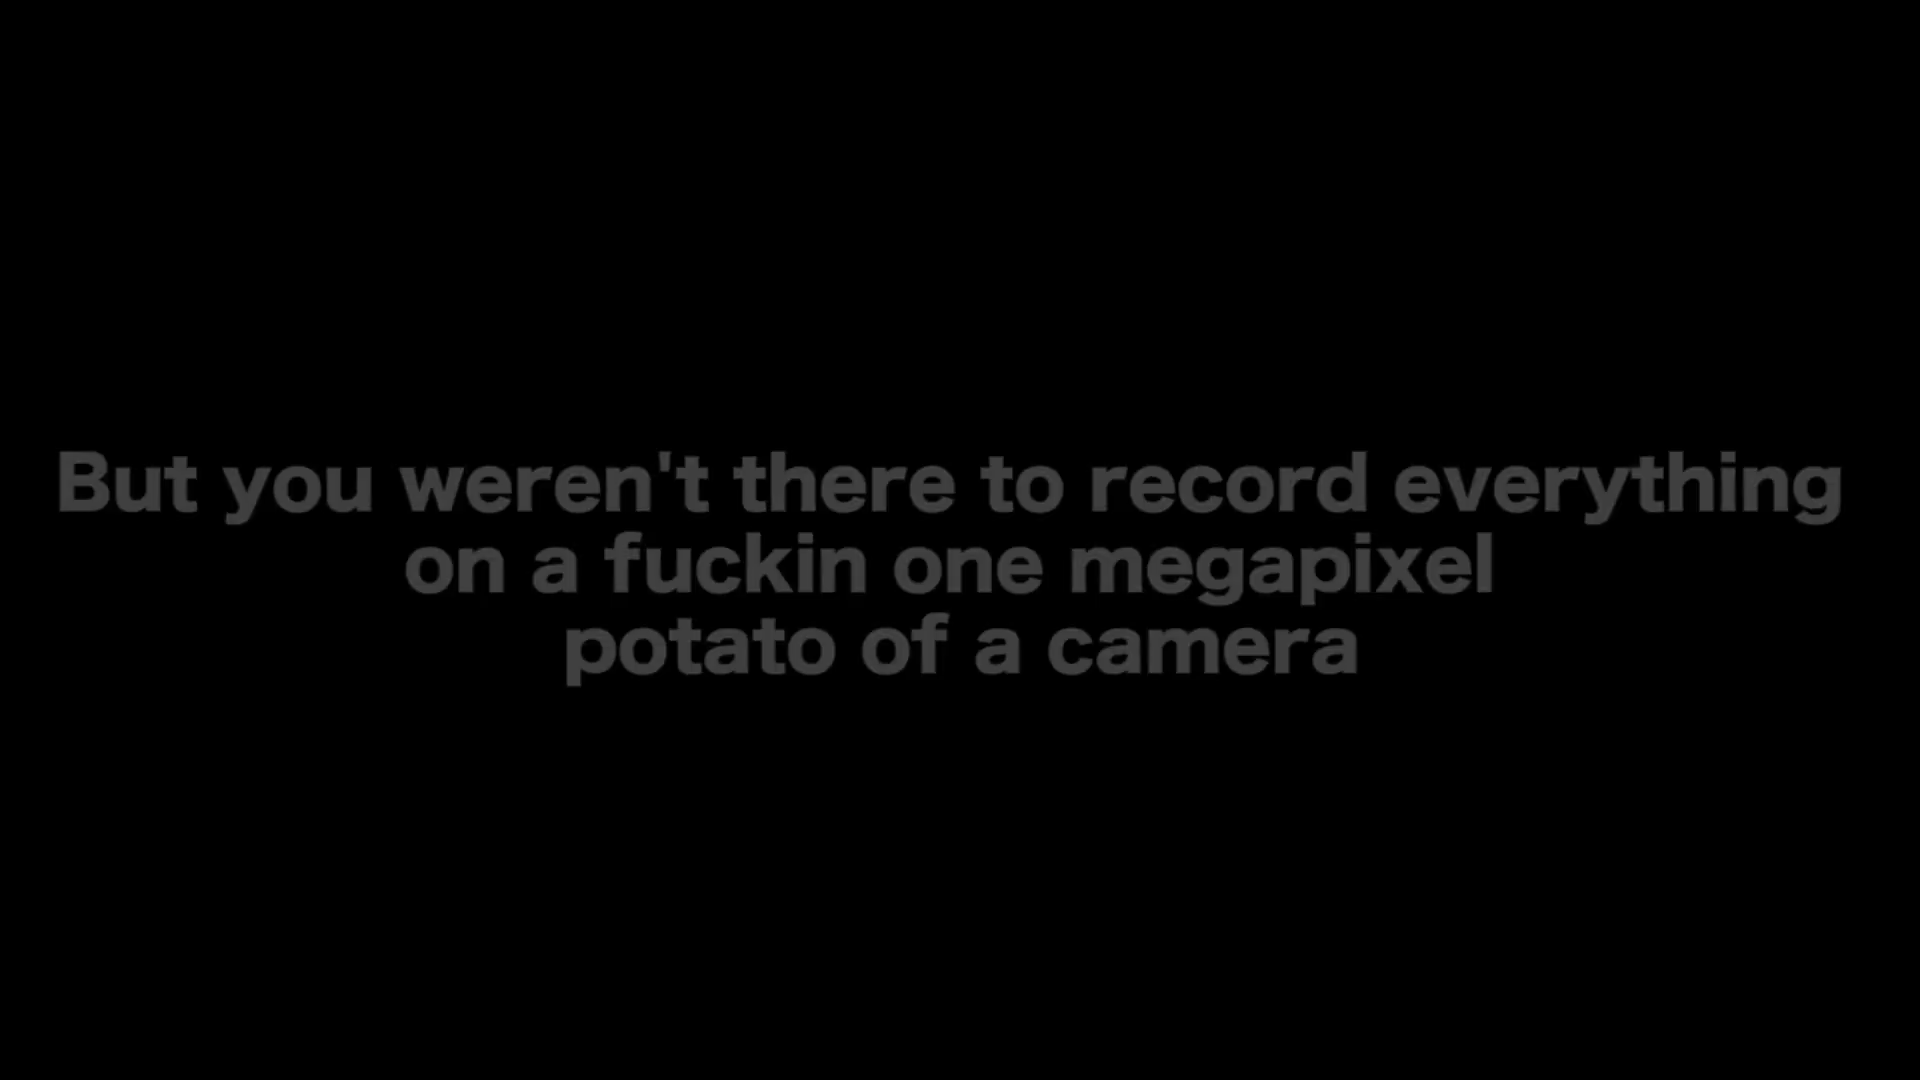 But you weren't there to record everything
on a fuckin one megapixel
potato of a camera